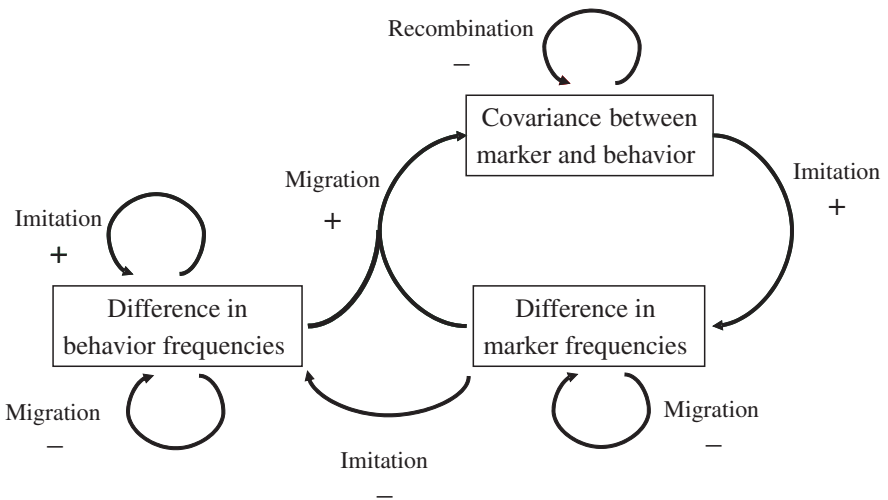 Recombination
–
Covariance between
marker and behavior
Migration
+
Imitation
+
Imitation
+
Difference in
behavior frequencies
Difference in
marker frequencies
Migration
–
Imitation
–
Migration
–